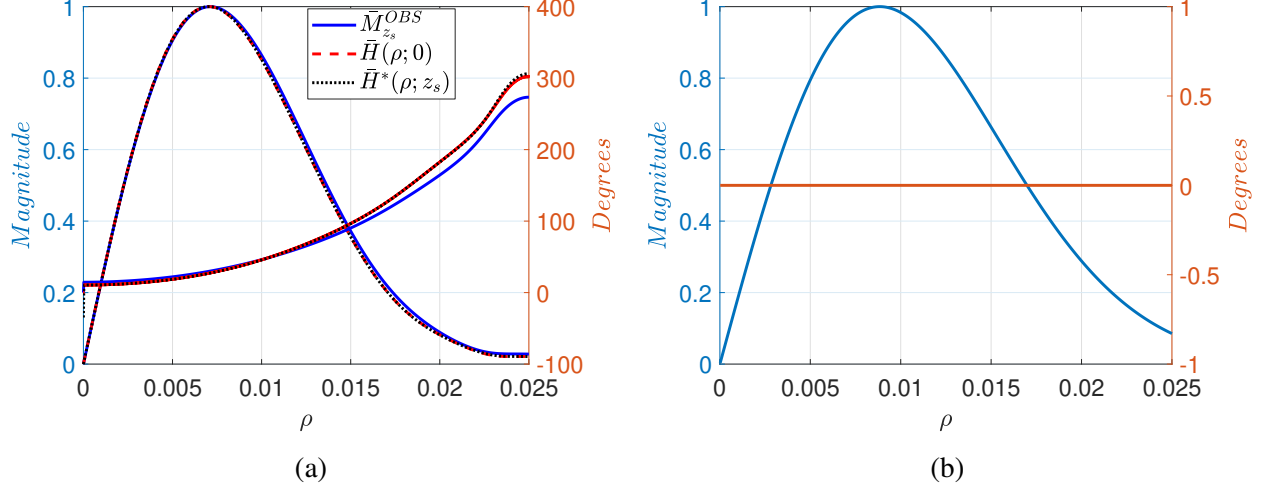 1
0.8
0.6
0.4
0.2
0
Magnitude
400
300
200
100
0
-100
Degrees
M̄_{z_s}^{OBS}
H̄(ρ; 0)
H̄*(ρ; z_s)
0 0.005 0.01 0.015 0.02 0.025
ρ
(a)
1
0.8
0.6
0.4
0.2
0
Magnitude
1
0.5
0
-0.5
-1
Degrees
0 0.005 0.01 0.015 0.02 0.025
ρ
(b)